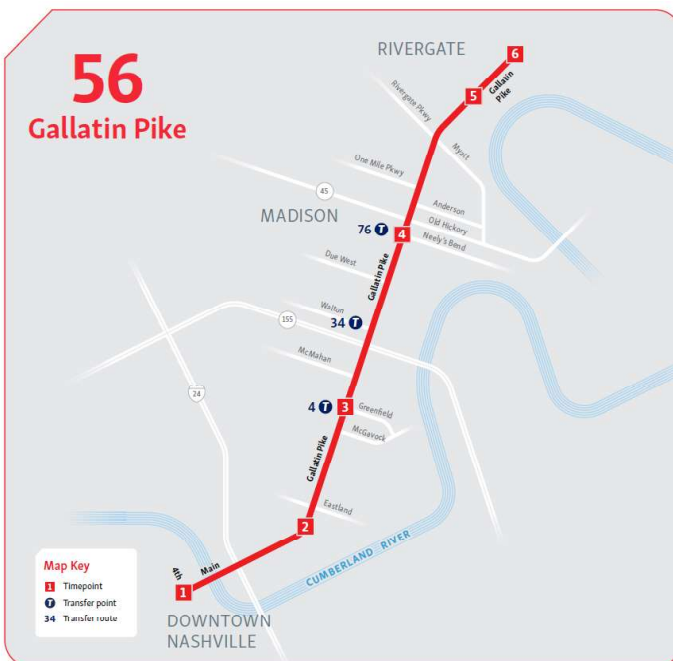 56
Gallatin Pike
RIVERGATE
6
5
Gallatin
Pike
Rivergate Pkwy
Myatt
One Mile Pkwy
45
MADISON
Anderson
Old Hickory
Neely's Bend
76 T
4
Due West
Gallatin Pike
Walton
155
34 T
McMahan
24
4 T
3
Greenfield
McGavock
Gallatin Pike
Eastland
2
CUMBERLAND RIVER
4th
Main
1
DOWNTOWN
NASHVILLE
Map Key
1 Timepoint
T Transfer point
34 Transfer route